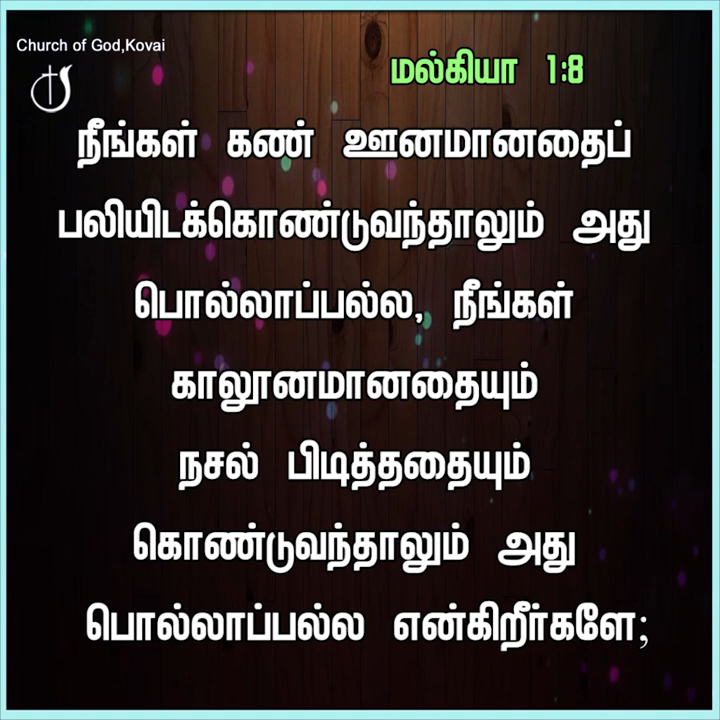 Church of God,Kovai
மல்கியா 1:8
நீங்கள் கண் ஊனமானதைப்
பலியிடக்கொண்டுவந்தாலும் அது
பொல்லாப்பல்ல, நீங்கள்
காலூனமானதையும்
நசல் பிடித்ததையும்
கொண்டுவந்தாலும் அது
பொல்லாப்பல்ல என்கிறீர்களே;